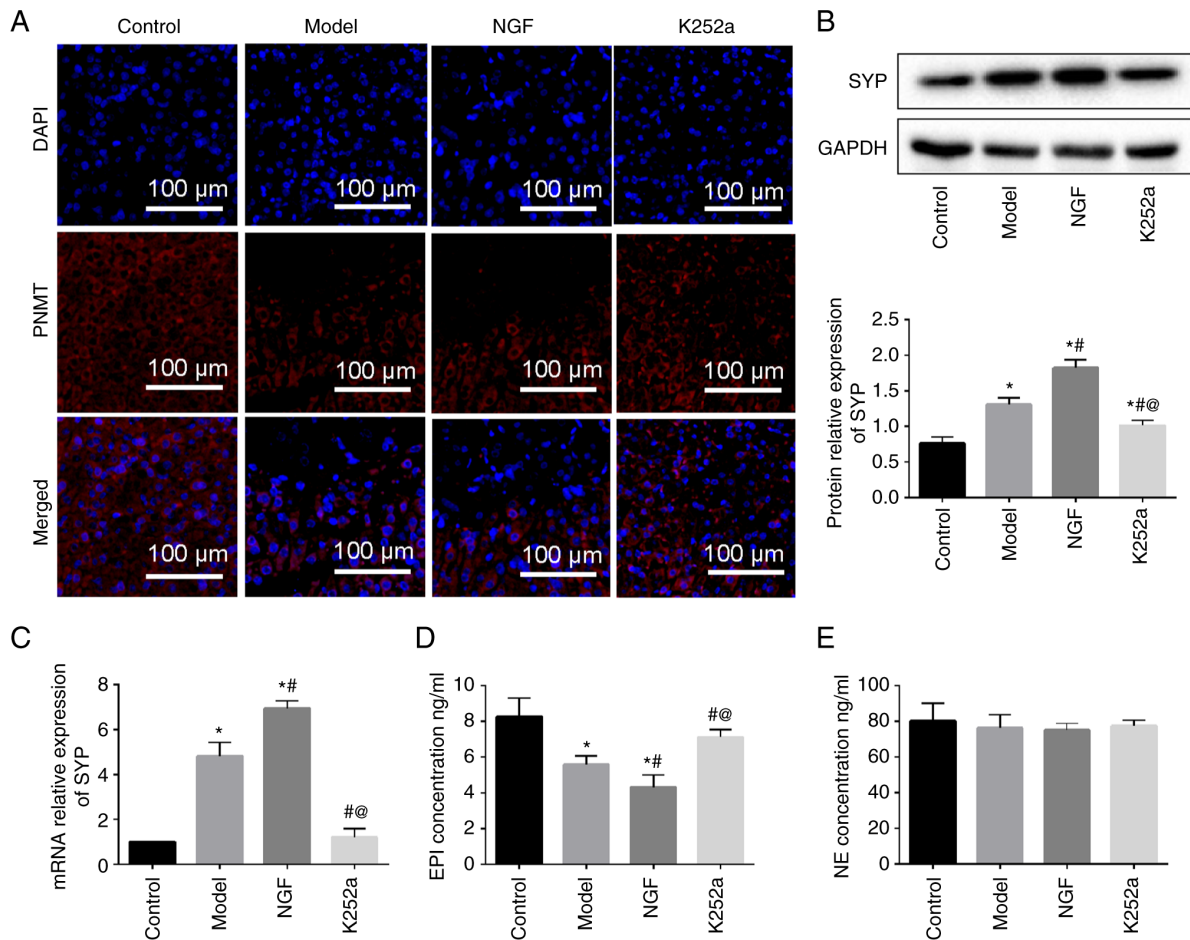 A
Control Model NGF K252a
DAPI
100 µm 100 µm 100 µm 100 µm
PNMT
100 µm 100 µm 100 µm 100 µm
Merged
100 µm 100 µm 100 µm 100 µm
B
SYP
GAPDH
Control Model NGF K252a
Protein relative expression
of SYP
2.5
2.0
1.5
1.0
0.5
0.0
* *# *#@
Control Model NGF K252a
C
mRNA relative expression
of SYP
8
6
4
2
0
* *# #@
Control Model NGF K252a
D
EPI concentration ng/ml
10
8
6
4
2
0
* *# #@
Control Model NGF K252a
E
NE concentration ng/ml
100
80
60
40
20
0
Control Model NGF K252a